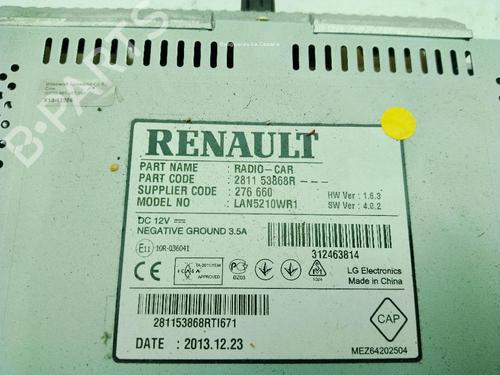 B-PARTS
RENAULT
PART NAME : RADIO-CAR
PART CODE : 2811 53868R---
SUPPLIER CODE : 276 660
HW Ver : 1.6.3
MODEL NO : LAN5210WR1
SW Ver : 4.0.2
DC 12V
NEGATIVE GROUND 3.5A
E11 10R-036041
312463814
ICASA
APPROVED
LG Electronics
Made in China
281153868RTI671
CAP
DATE : 2013.12.23
MEZ64202504